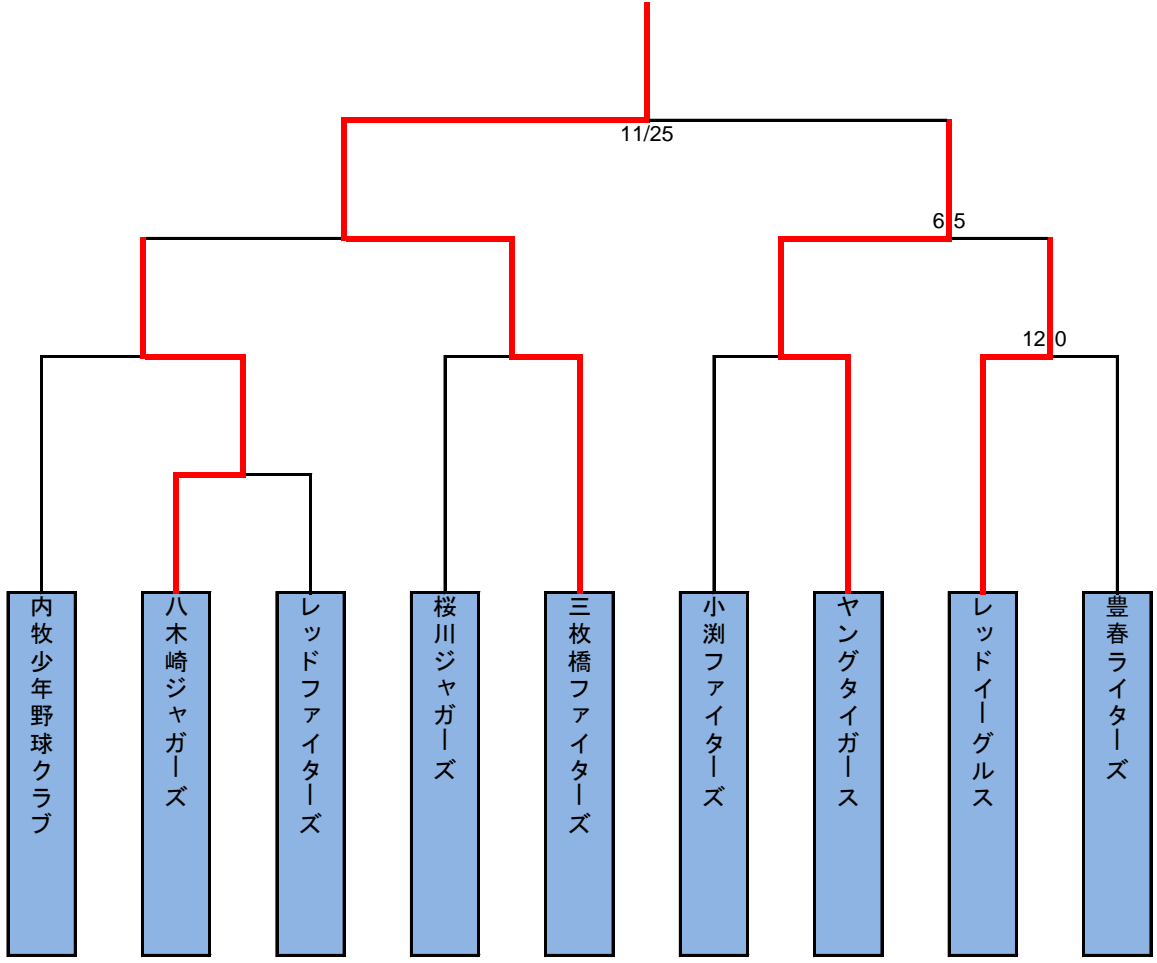 11/25
6 5
12 0
内牧少年野球クラブ
八木崎ジャガーズ
レッドファイターズ
桜川ジャガーズ
三枚橋ファイターズ
小渕ファイターズ
ヤングタイガース
レッドイーグルス
豊春ライターズ